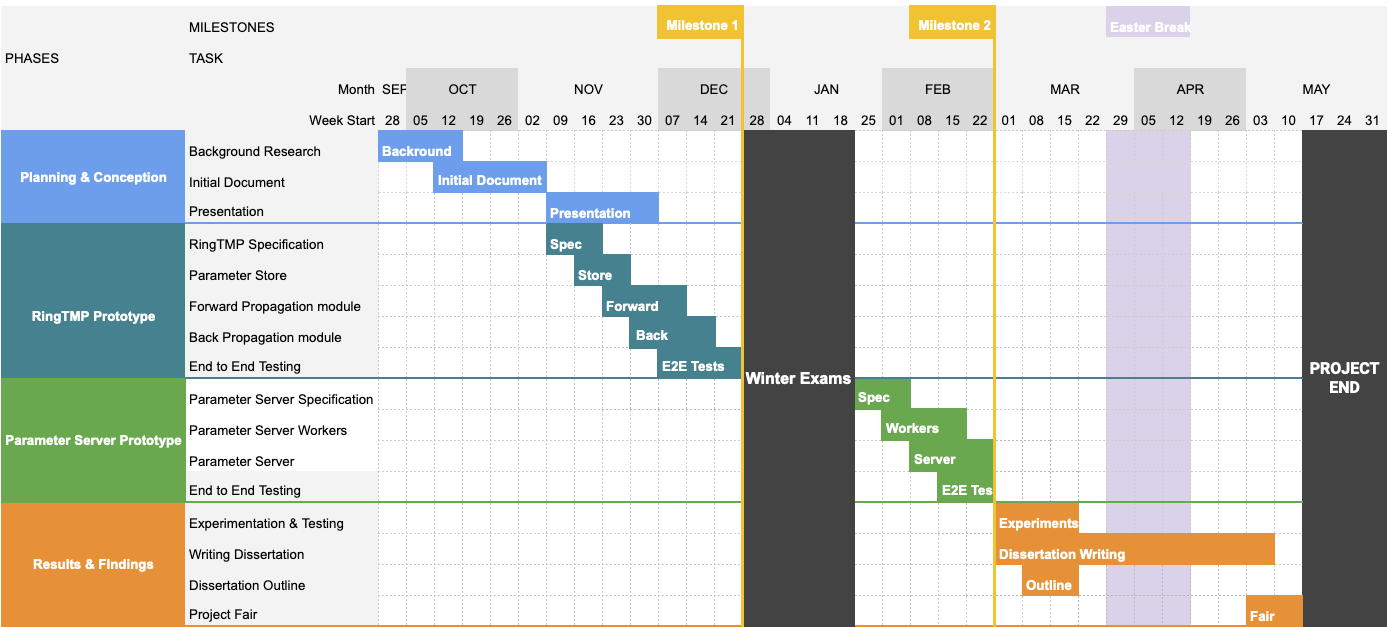 MILESTONES Milestone 1 Milestone 2 Easter Break
PHASES TASK
Month SEP OCT NOV DEC JAN FEB MAR APR MAY
Week Start 28 05 12 19 26 02 09 16 23 30 07 14 21 28 04 11 18 25 01 08 15 22 01 08 15 22 29 05 12 19 26 03 10 17 24 31
Planning & Conception
Background Research Backround
Initial Document Initial Document
Presentation Presentation
RingTMP Prototype
RingTMP Specification Spec
Parameter Store Store
Forward Propagation module Forward
Back Propagation module Back
End to End Testing E2E Tests
Winter Exams
PROJECT
END
Parameter Server Prototype
Parameter Server Specification Spec
Parameter Server Workers Workers
Parameter Server Server
End to End Testing E2E Tes
Results & FIndings
Experimentation & Testing Experiments
Writing Dissertation Dissertation Writing
Dissertation Outline Outline
Project Fair Fair